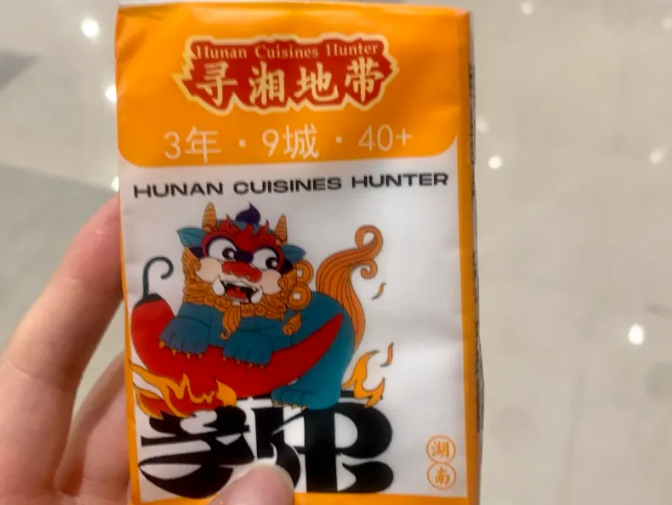 Hunan Cuisines Hunter
寻湘地带
3年·9城·40+
HUNAN CUISINES HUNTER
湖南